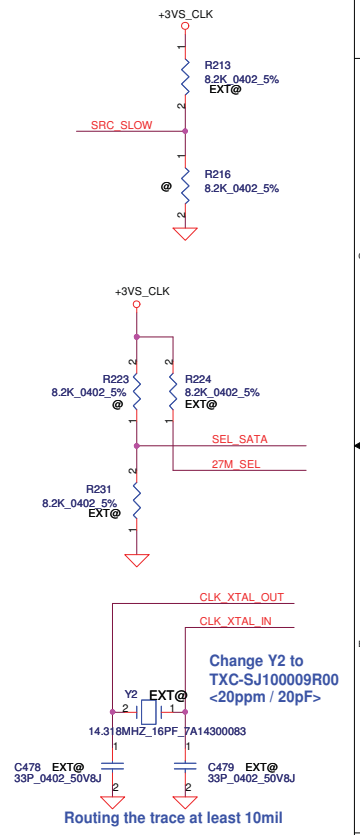 +3VS_CLK
1
R213
8.2K_0402_5%
EXT@
2
SRC_SLOW
1
R216
@
8.2K_0402_5%
2
+3VS_CLK
2
2
R223
R224
8.2K_0402_5%
8.2K_0402_5%
@
EXT@
1
1
SEL_SATA
27M_SEL
2
R231
8.2K_0402_5%
EXT@
1
CLK_XTAL_OUT
CLK_XTAL_IN
Change Y2 to
TXC-SJ100009R00
<20ppm / 20pF>
Y2 EXT@
2
1
14.318MHZ_16PF_7A14300083
1
1
C478 EXT@
33P_0402_50V8J
2
C479 EXT@
33P_0402_50V8J
2
Routing the trace at least 10mil